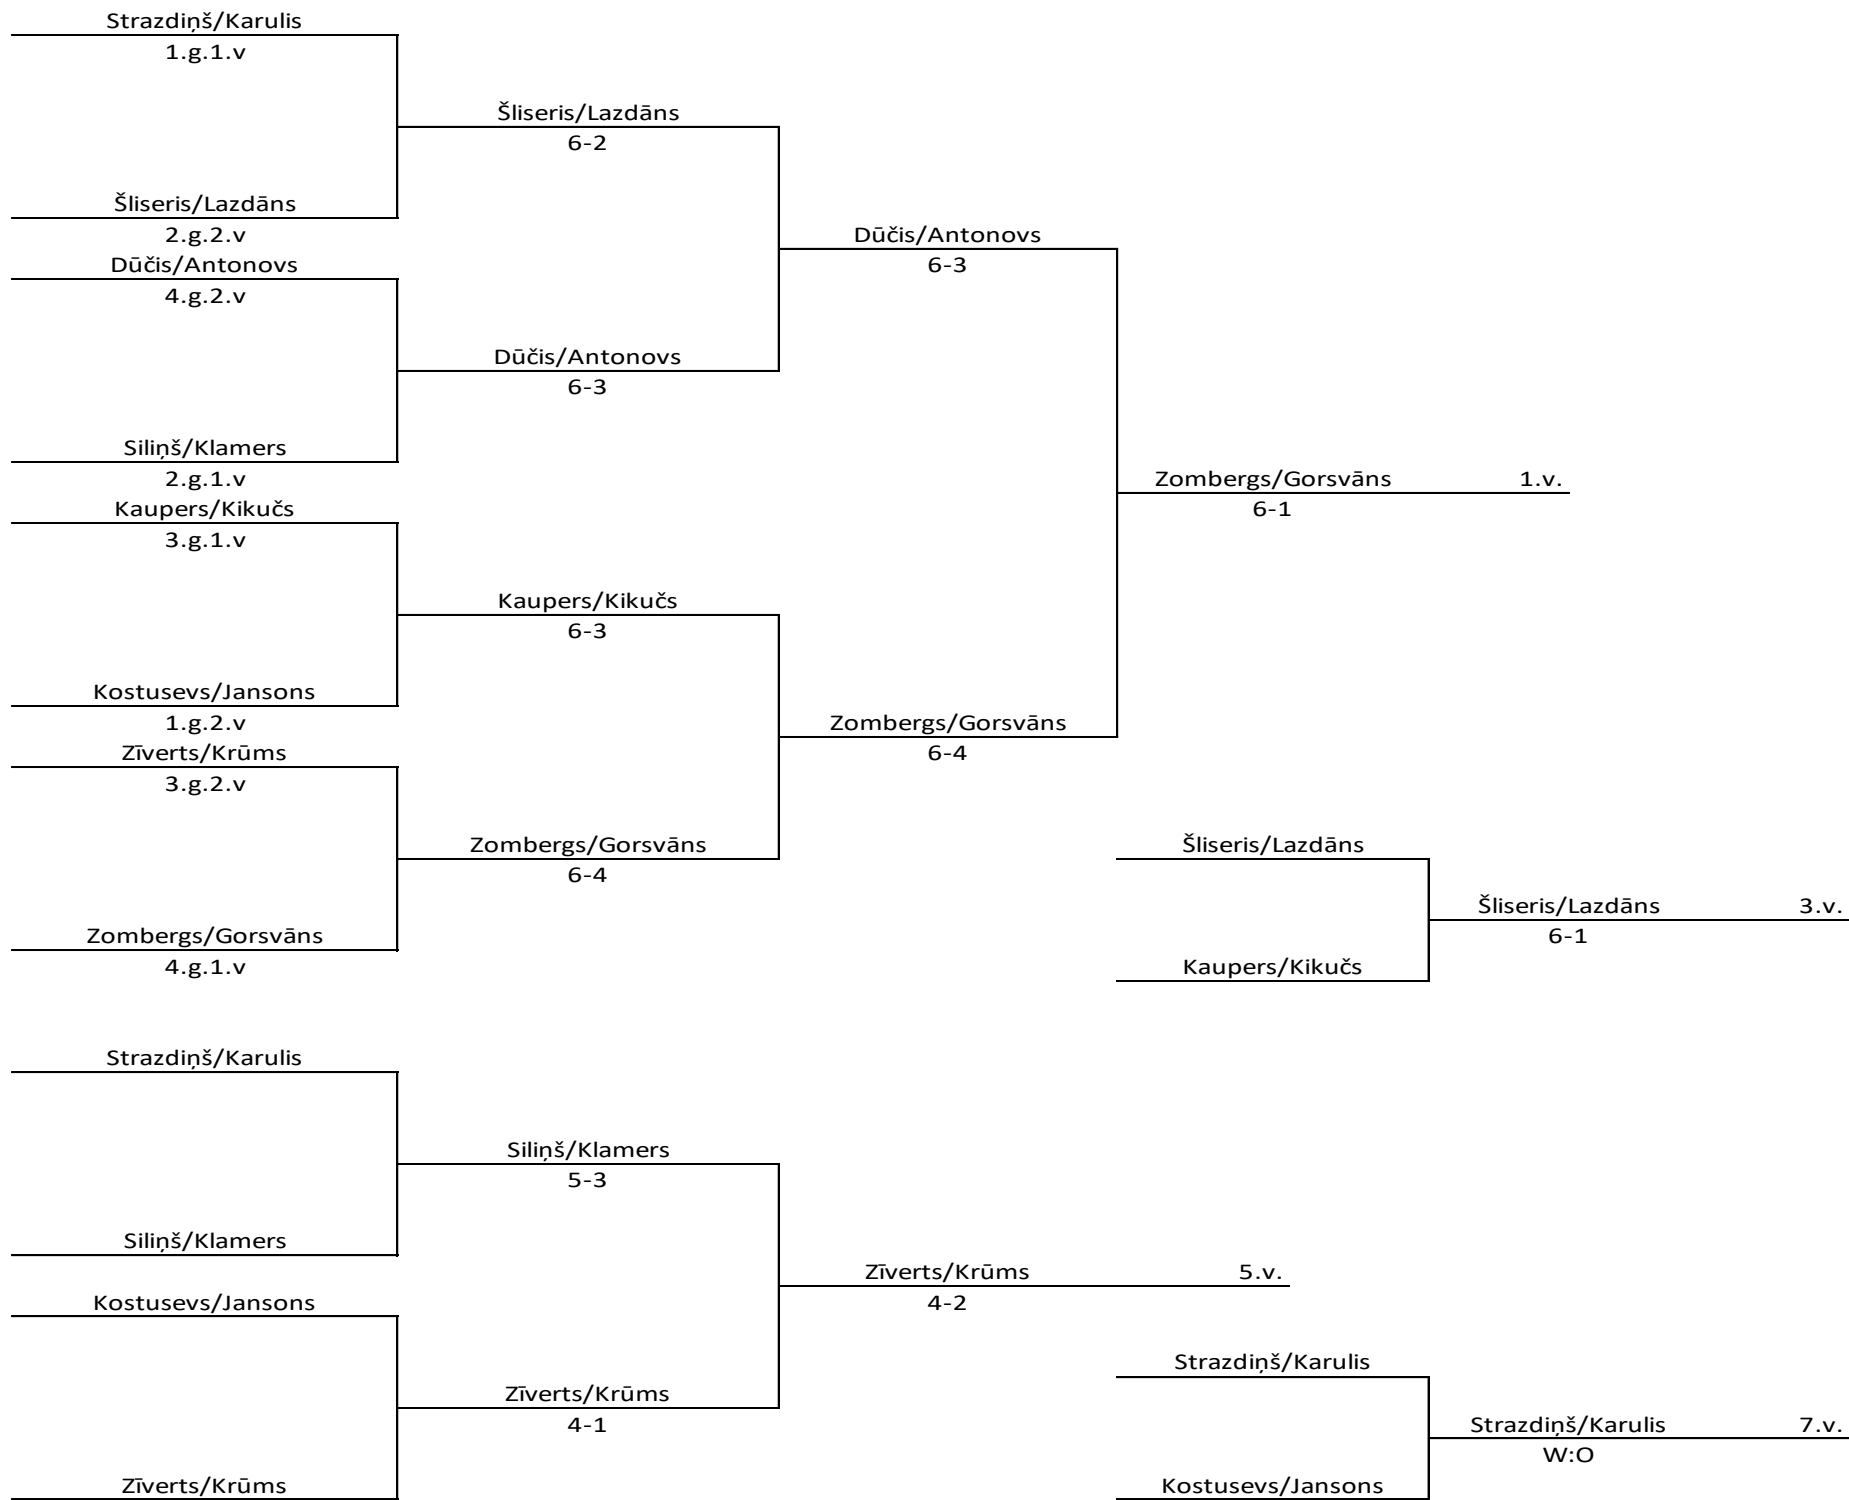 Strazdiņš/Karulis
1.g.1.v
Šliseris/Lazdāns
6-2
Šliseris/Lazdāns
2.g.2.v
Dūčis/Antonovs
6-3
Dūčis/Antonovs
4.g.2.v
Dūčis/Antonovs
6-3
Siliņš/Klamers
2.g.1.v
Zombergs/Gorsvāns 1.v.
6-1
Kaupers/Kikučs
3.g.1.v
Kaupers/Kikučs
6-3
Kostusevs/Jansons
1.g.2.v
Zombergs/Gorsvāns
6-4
Zīverts/Krūms
3.g.2.v
Zombergs/Gorsvāns
6-4
Šliseris/Lazdāns
Šliseris/Lazdāns 3.v.
6-1
Zombergs/Gorsvāns
4.g.1.v
Kaupers/Kikučs
Strazdiņš/Karulis
Siliņš/Klamers
5-3
Siliņš/Klamers
Zīverts/Krūms 5.v.
4-2
Kostusevs/Jansons
Strazdiņš/Karulis
Zīverts/Krūms
4-1
Strazdiņš/Karulis 7.v.
W:O
Zīverts/Krūms
Kostusevs/Jansons